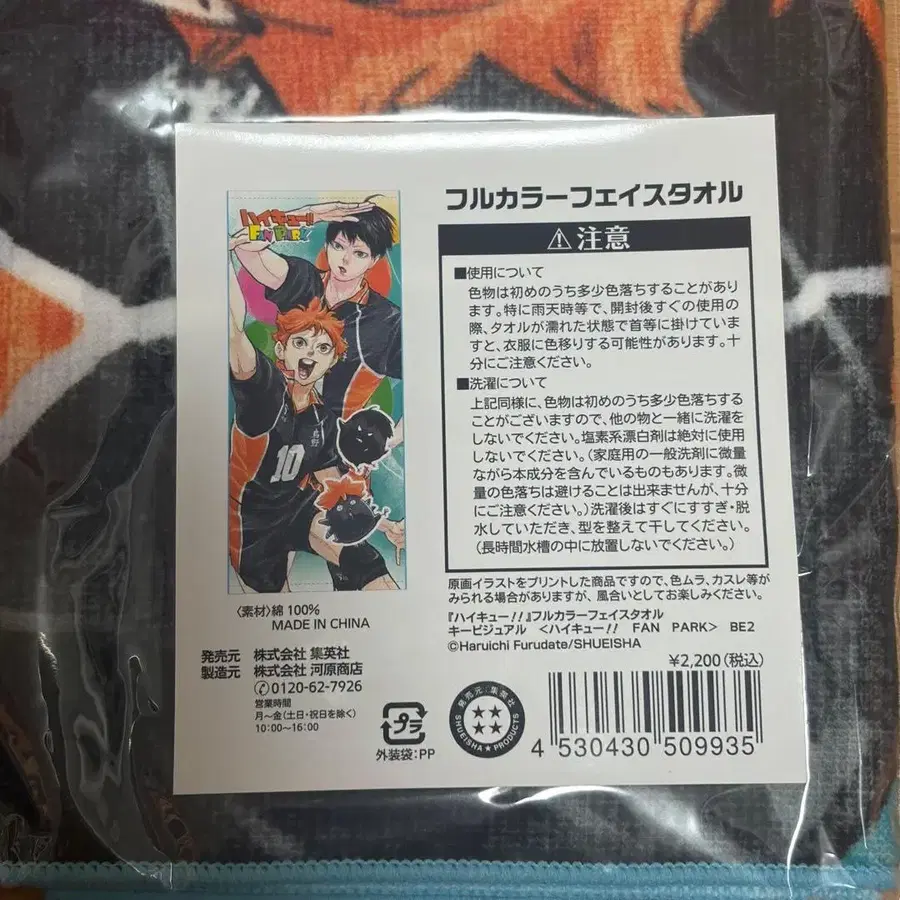 フルカラーフェイスタオル
ハイキュー!!
FAN PARK
烏野
10
⚠注意
■使用について
色物は初めのうち多少色落ちすることがあり
ます。特に雨天時等で、開封後すぐの使用の
際、タオルが濡れた状態で首等に掛けていま
すと、衣服に色移りする可能性があります。十
分にご注意ください。
■洗濯について
上記同様に、色物は初めのうち多少色落ちする
ことがございますので、他の物と一緒に洗濯を
しないでください。塩素系漂白剤は絶対に使用
しないでください。(家庭用の一般洗剤に微量
ながら本成分を含んでいるものもあります。微
量の色落ちは避けることは出来ませんが、十分
にご注意ください。)洗濯後はすぐにすすぎ・脱
水していただき、型を整えて干してください。
(長時間水槽の中に放置しないでください。)
原画イラストをプリントした商品ですので、色ムラ、カスレ等が
みられる場合がありますが、風合いとしてお楽しみください。
『ハイキュー!!』フルカラーフェイスタオル
キービジュアル <ハイキュー!! FAN PARK> BE2
©Haruichi Furudate/SHUEISHA
¥2,200(税込)
〈素材〉綿 100%
MADE IN CHINA
発売元 株式会社 集英社
製造元 株式会社 河原商店
0120-62-7926
営業時間
月~金(土日・祝日を除く)
10:00~16:00
プラ
外装袋:PP
発売元 集英社
SHUEISHA★PRODUCTS
4 530430 509935